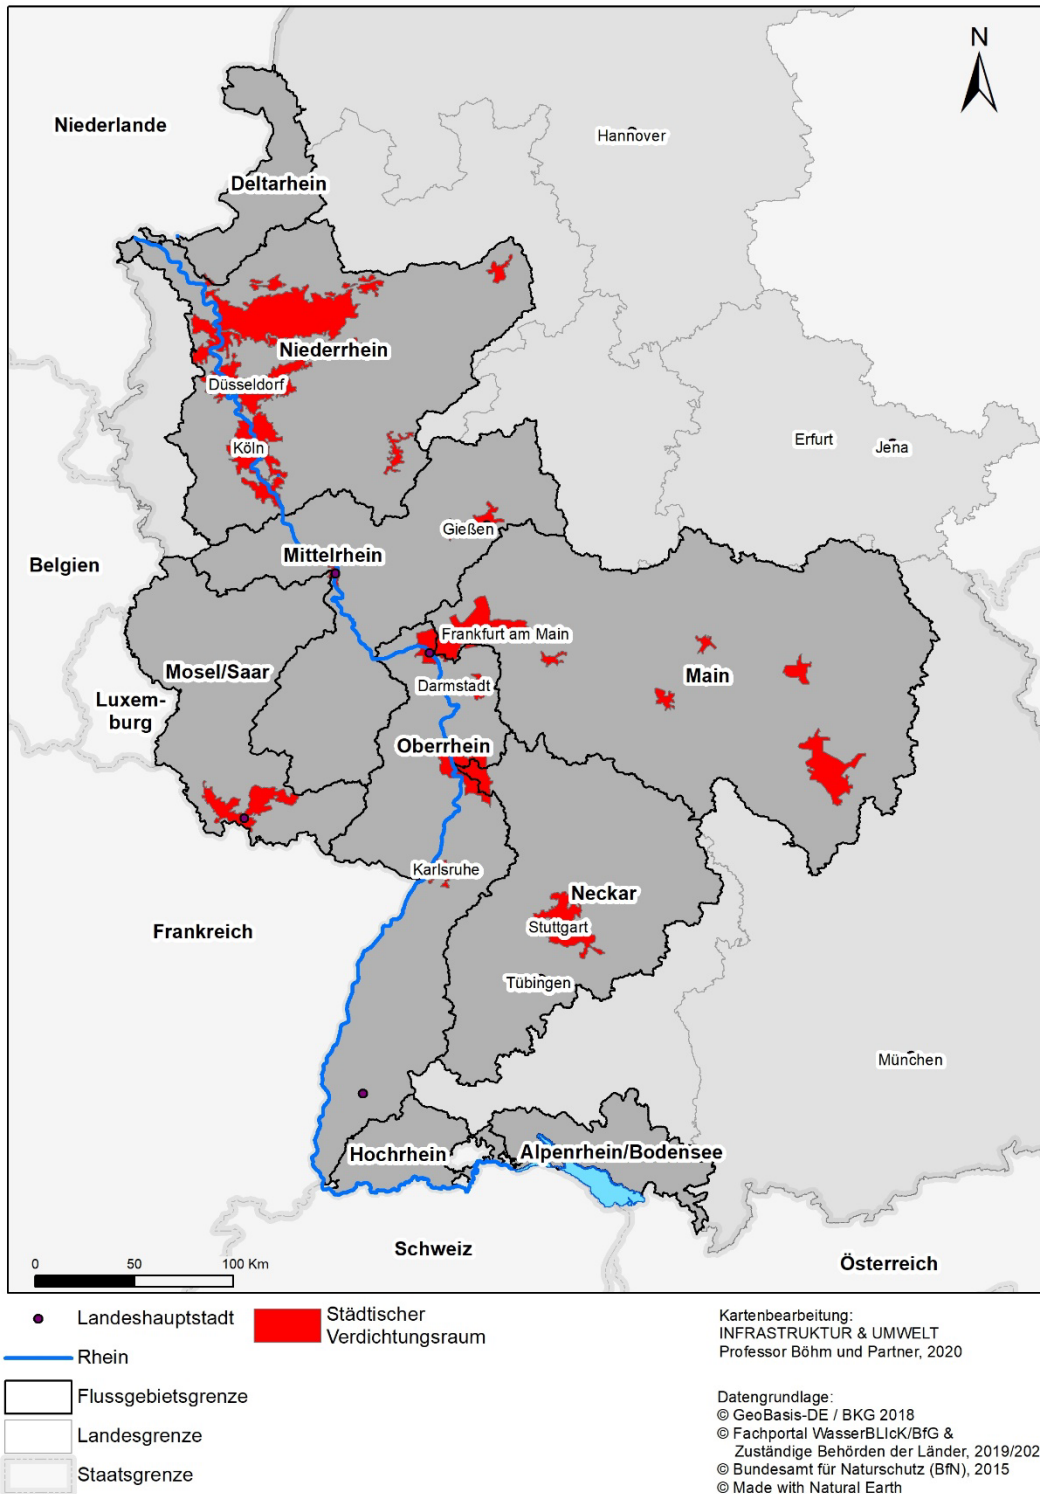 N
Niederlande
Hannover
Deltarhein
Niederrhein
Düsseldorf
Köln
Erfurt
Jena
Gießen
Belgien
Mittelrhein
Frankfurt am Main
Mosel/Saar
Main
Darmstadt
Luxem-
burg
Oberrhein
Karlsruhe
Neckar
Stuttgart
Frankreich
Tübingen
München
Hochrhein
Alpenrhein/Bodensee
Schweiz
Österreich
0 50 100 Km
Landeshauptstadt
Städtischer
Verdichtungsraum
Rhein
Flussgebietsgrenze
Landesgrenze
Staatsgrenze
Kartenbearbeitung:
INFRASTRUKTUR & UMWELT
Professor Böhm und Partner, 2020
Datengrundlage:
© GeoBasis-DE / BKG 2018
© Fachportal WasserBLIcK/BfG &
Zuständige Behörden der Länder, 2019/202
© Bundesamt für Naturschutz (BfN), 2015
© Made with Natural Earth